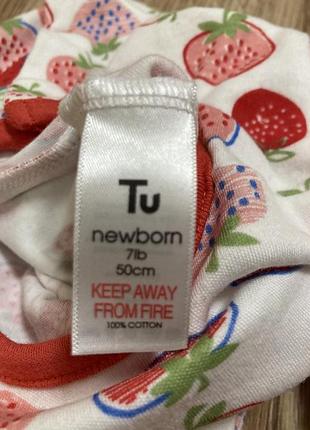 Tu
newborn
7lb
50cm
KEEP AWAY
FROM FIRE
100% COTTON